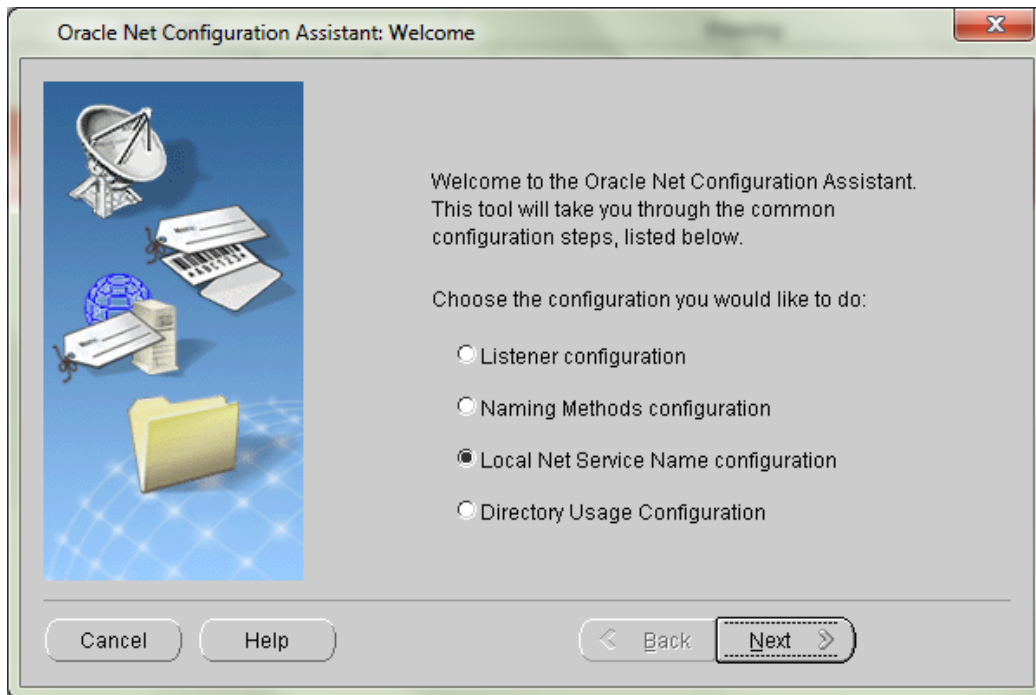 Oracle Net Configuration Assistant: Welcome
Welcome to the Oracle Net Configuration Assistant.
This tool will take you through the common
configuration steps, listed below.
Choose the configuration you would like to do:
Listener configuration
Naming Methods configuration
Local Net Service Name configuration
Directory Usage Configuration
ABC123
Cancel
Help
Back
Next